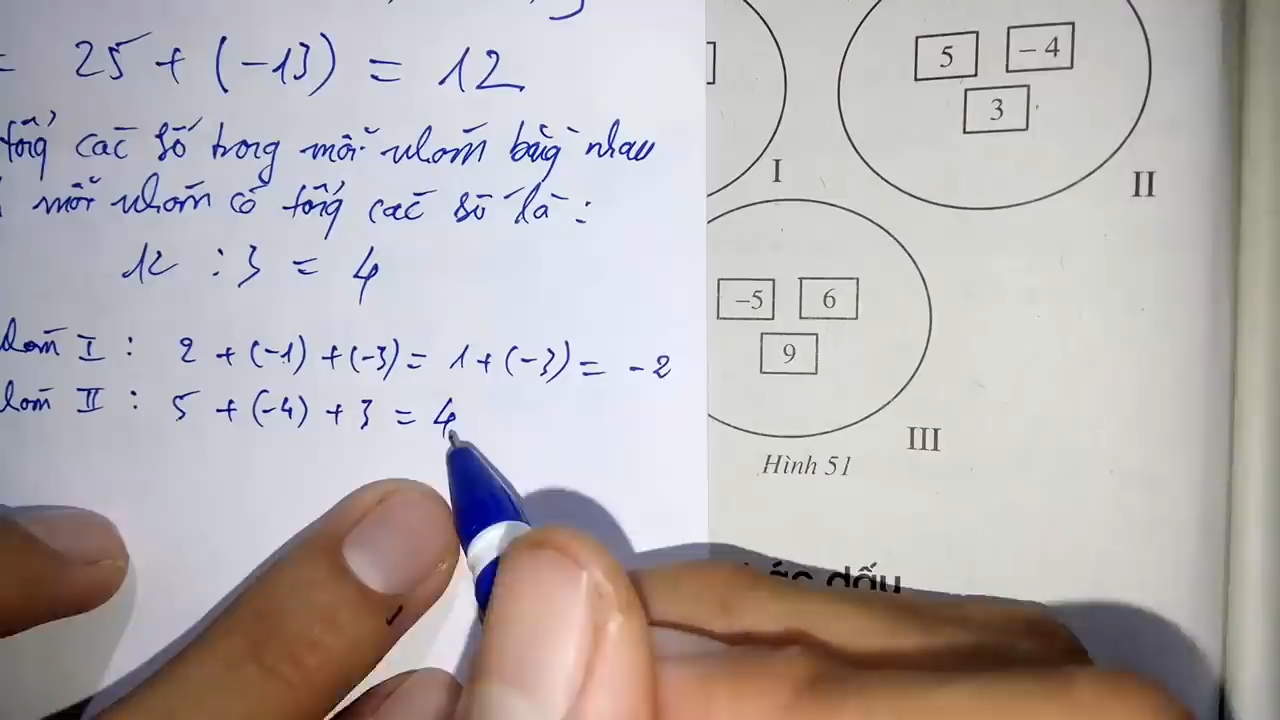 = 25 + (-13) = 12
tổng các số trong mỗi nhóm bằng nhau
mỗi nhóm có tổng các số là :
12 : 3 = 4
I : 2 + (-1) + (-3) = 1 + (-3) = -2
II : 5 + (-4) + 3 = 4
5 – 4
3
I
II
–5 6
9
III
Hình 51
dấu